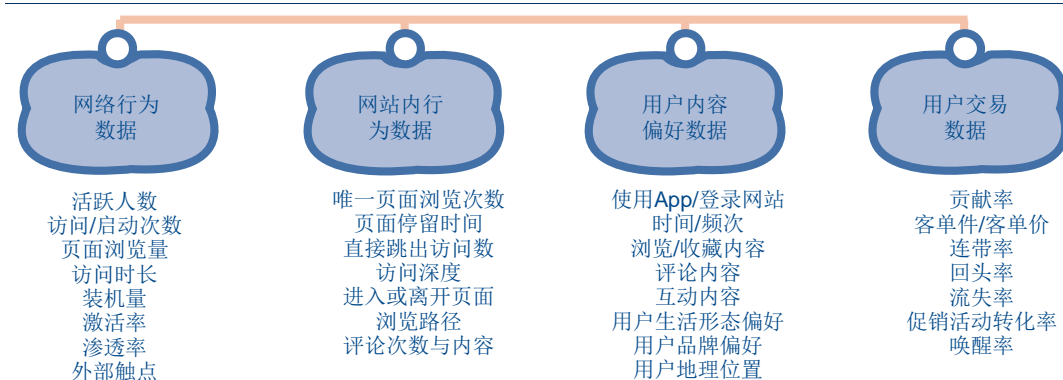 网络行为
数据
活跃人数
访问/启动次数
页面浏览量
访问时长
装机量
激活率
渗透率
外部触点
网站内行
为数据
唯一页面浏览次数
页面停留时间
直接跳出访问数
访问深度
进入或离开页面
浏览路径
评论次数与内容
用户内容
偏好数据
使用App/登录网站
时间/频次
浏览/收藏内容
评论内容
互动内容
用户生活形态偏好
用户品牌偏好
用户地理位置
用户交易
数据
贡献率
客单件/客单价
连带率
回头率
流失率
促销活动转化率
唤醒率